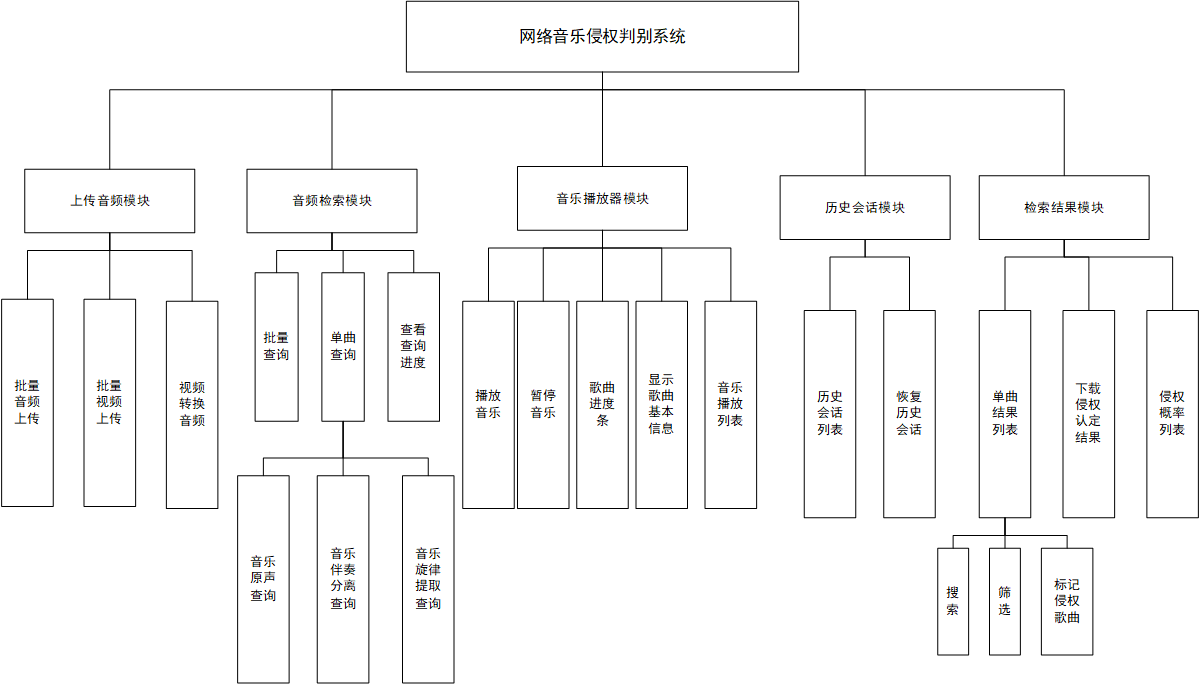 网络音乐侵权判别系统
上传音频模块
音频检索模块
音乐播放器模块
历史会话模块
检索结果模块
批量
音频
上传
批量
视频
上传
视频
转换
音频
批量
查询
单曲
查询
查看
查询
进度
播放
音乐
暂停
音乐
歌曲
进度
条
显示
歌曲
基本
信息
音乐
播放
列表
历史
会话
列表
恢复
历史
会话
单曲
结果
列表
下载
侵权
认定
结果
侵权
概率
列表
音乐
原声
查询
音乐
伴奏
分离
查询
音乐
旋律
提取
查询
搜
索
筛
选
标记
侵权
歌曲